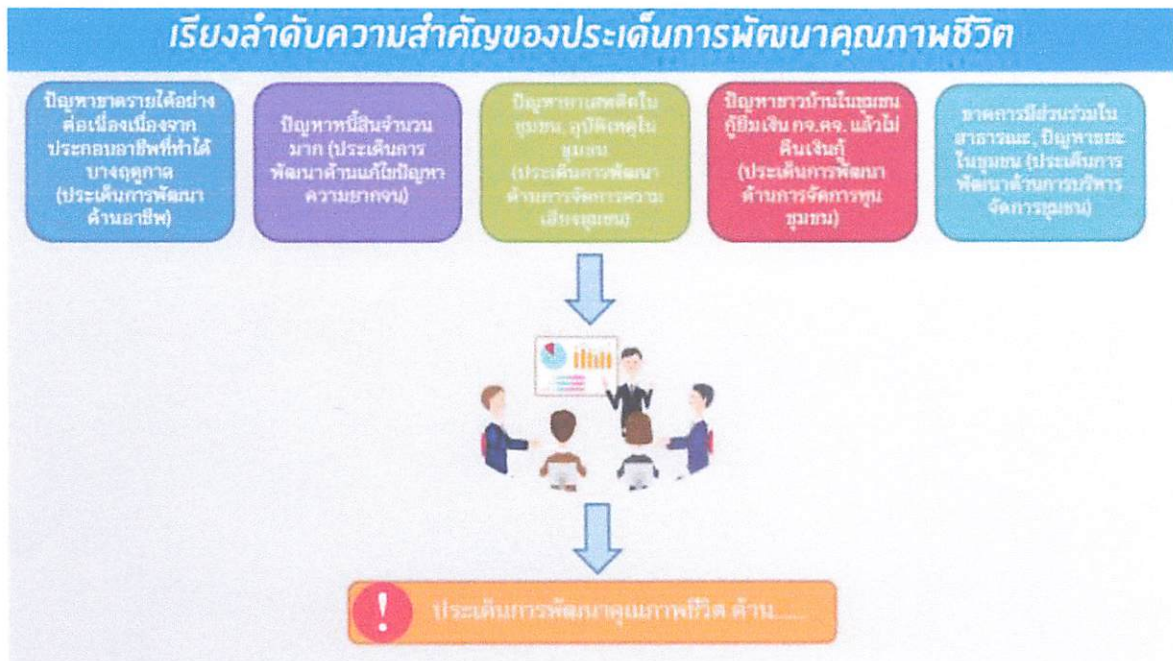 เรียงลำดับความสำคัญของประเด็นการพัฒนาคุณภาพชีวิต
ปัญหาขาดรายได้อย่าง
ต่อเนื่องเนื่องจาก
ประกอบอาชีพที่ทำได้
บางฤดูกาล
(ประเด็นการพัฒนา
ด้านอาชีพ)
ปัญหาหนี้สินจำนวน
มาก (ประเด็นการ
พัฒนาด้านแก้ไขปัญหา
ความยากจน)
ปัญหายาเสพติดใน
ชุมชน, อุบัติเหตุใน
ชุมชน
(ประเด็นการพัฒนา
ด้านการจัดการความ
เสี่ยงชุมชน)
ปัญหาชาวบ้านในชุมชน
กู้ยืมเงิน กข.คจ. แล้วไม่
คืนเงินกู้
(ประเด็นการพัฒนา
ด้านการจัดการทุน
ชุมชน)
ขาดการมีส่วนร่วมใน
สาธารณะ, ปัญหาขยะ
ในชุมชน (ประเด็นการ
พัฒนาด้านการบริหาร
จัดการชุมชน)
!
ประเด็นการพัฒนาคุณภาพชีวิต ด้าน......